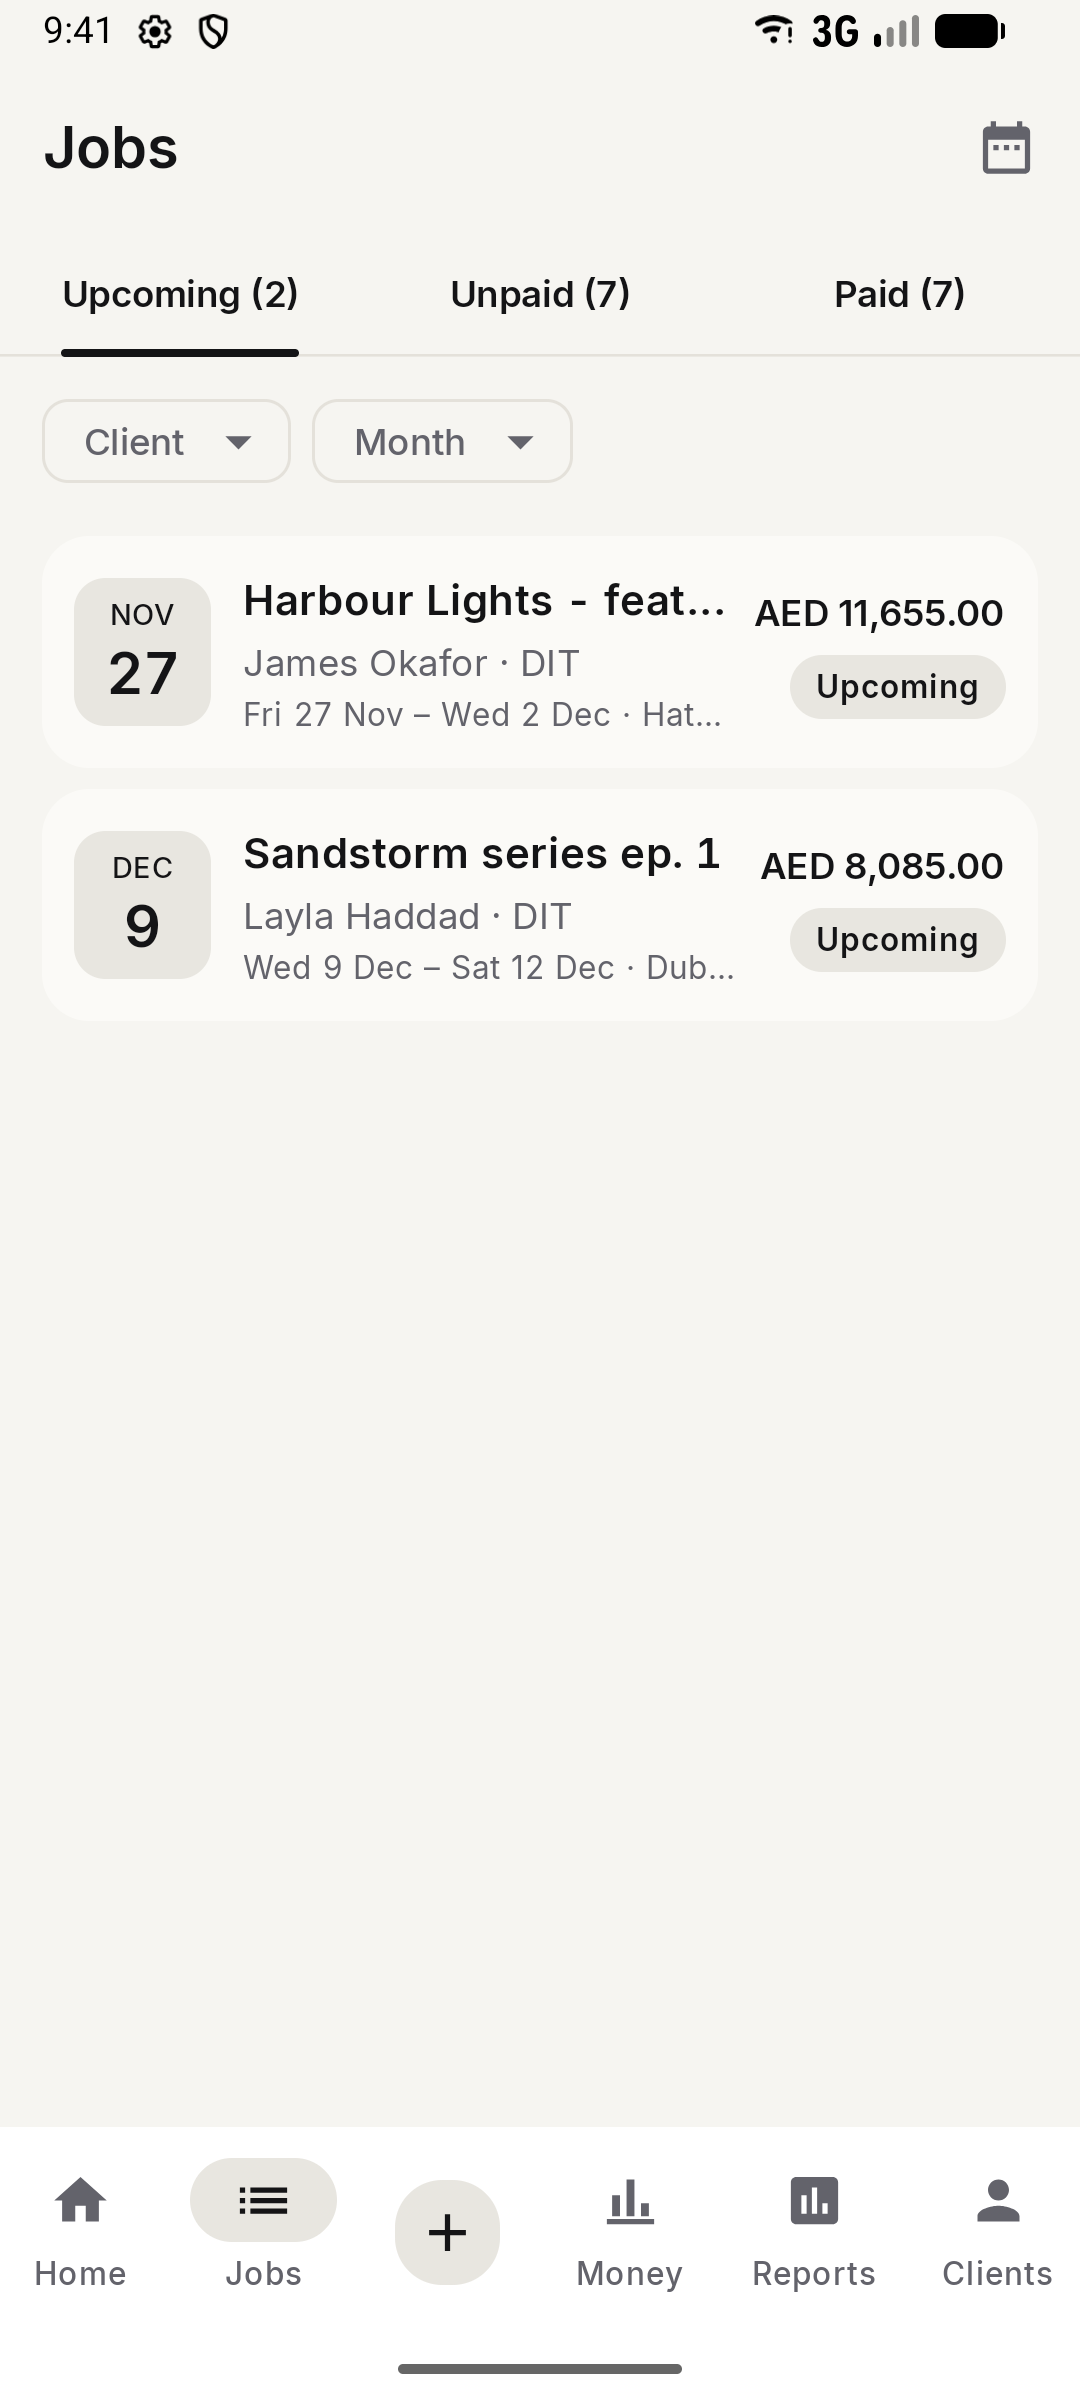 9:41
3G
Jobs
Upcoming (2)
Unpaid (7)
Paid (7)
Client
Month
NOV
27
Harbour Lights - feat...
James Okafor · DIT
Fri 27 Nov – Wed 2 Dec · Hat...
AED 11,655.00
Upcoming
DEC
9
Sandstorm series ep. 1
Layla Haddad · DIT
Wed 9 Dec – Sat 12 Dec · Dub...
AED 8,085.00
Upcoming
Home
Jobs
Money
Reports
Clients